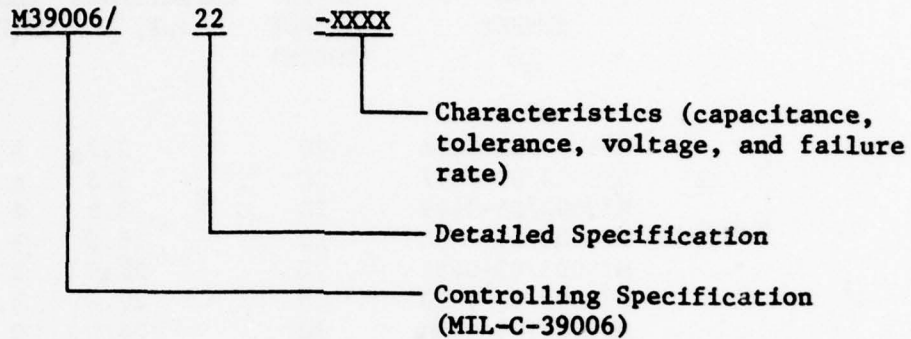 M39006/ 22 -XXXX
Characteristics (capacitance,
tolerance, voltage, and failure
rate)
Detailed Specification
Controlling Specification
(MIL-C-39006)